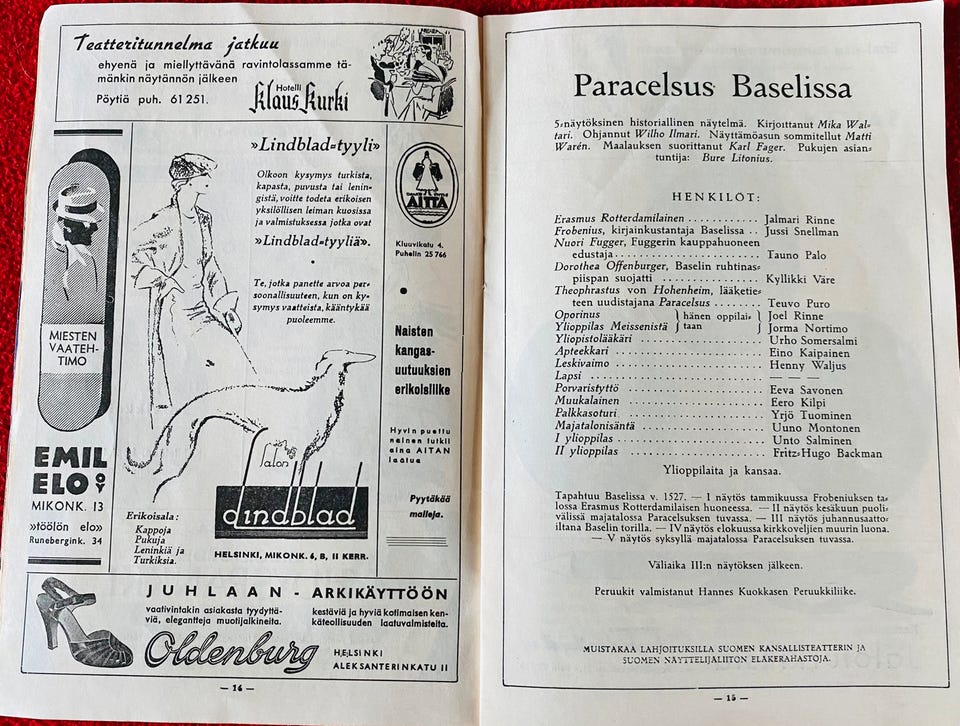 Teatteritunnelma jatkuu
ehyenä ja miellyttävänä ravintolassamme tä-
mänkin näytännön jälkeen
Pöytiä puh. 61 251.
Hotelli
Klaus Kurki
MIESTEN
VAATEH-
TIMO
EMIL
ELO OY
MIKONK. 13
»töölön elo»
Runebergink. 34
»Lindblad-tyyli»
Olkoon kysymys turkista,
kapasta, puvusta tai lenin-
gistä, voitte todeta erikoisen
yksilöllisen leiman kuosissa
ja valmistuksessa jotka ovat
»Lindblad-tyyliä».
Te, jotka panette arvoa per-
soonallisuuteen, kun on ky-
symys vaatteista, kääntykää
puoleemme.
Salon
Lindblad
Erikoisala:
Kappoja
Pukuja
Leninkiä ja
Turkiksia.
HELSINKI, MIKONK. 6, B, II KERR.
AITTA
Kluuvikatu 4.
Puhelin 25 766
Naisten
kangas-
uutuuksien
erikoisliike
Hyvin puettu
nainen tutkii
aina AITAN
laatua
Pyytäkää
malleja.
JUHLAAN - ARKIKÄYTTÖÖN
vaativintakin asiakasta tyydyttä-
viä, elegantteja muotijalkineita.
kestäviä ja hyviä kotimaisen ken-
käteollisuuden laatuvalmisteita.
Oldenburg
HELSINKI
ALEKSANTERINKATU 11
— 14 —
Paracelsus Baselissa
5-näytöksinen historiallinen näytelmä. Kirjoittanut Mika Wal-
tari. Ohjannut Wilho Ilmari. Näyttämöasun sommitellut Matti
Warén. Maalauksen suorittanut Karl Fager. Pukujen asian-
tuntija: Bure Litonius.
HENKILÖT:
Erasmus Rotterdamilainen ............ Jalmari Rinne
Frobenius, kirjainkustantaja Baselissa .. Jussi Snellman
Nuori Fugger, Fuggerin kauppahuoneen
edustaja ........................ Tauno Palo
Dorothea Offenburger, Baselin ruhtinas-
piispan suojatti .................. Kyllikki Väre
Theophrastus von Hohenheim, lääketie-
teen uudistajana Paracelsus ........ Teuvo Puro
Oporinus } hänen oppilai- { Joel Rinne
Ylioppilas Meissenistä } taan { Jorma Nortimo
Yliopistolääkäri .................... Urho Somersalmi
Apteekkari ........................ Eino Kaipainen
Leskivaimo ........................ Henny Waljus
Lapsi .............................. — — —
Porvaristyttö ...................... Eeva Savonen
Muukalainen ...................... Eero Kilpi
Palkkasoturi ...................... Yrjö Tuominen
Majatalonisäntä .................... Uuno Montonen
I ylioppilas ........................ Unto Salminen
II ylioppilas ........................ Fritz-Hugo Backman
Ylioppilaita ja kansaa.
Tapahtuu Baselissa v. 1527. — I näytös tammikuussa Frobeniuksen ta-
lossa Erasmus Rotterdamilaisen huoneessa. — II näytös kesäkuun puoli-
välissä majatalossa Paracelsuksen tuvassa. — III näytös juhannusaatto-
iltana Baselin torilla. — IV näytös elokuussa kirkkoveljien muurin luona.
— V näytös syksyllä majatalossa Paracelsuksen tuvassa.
Väliaika III:n näytöksen jälkeen.
Peruukit valmistanut Hannes Kuokkasen Peruukkiliike.
MUISTAKAA LAHJOITUKSILLA SUOMEN KANSALLISTEATTERIN JA
SUOMEN NÄYTTELIJÄLIITON ELÄKERAHASTOJA.
— 15 —